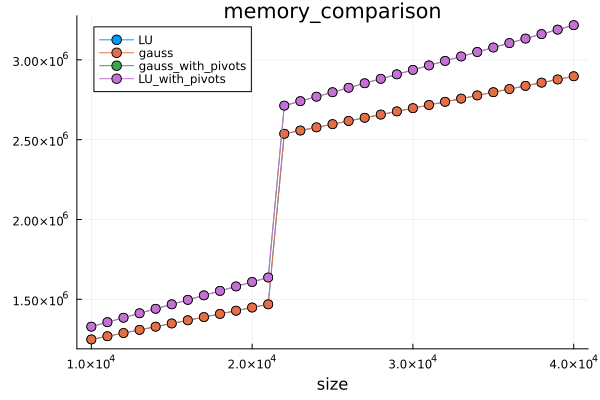 memory_comparison
LU
gauss
gauss_with_pivots
LU_with_pivots
3.00×10⁶
2.50×10⁶
2.00×10⁶
1.50×10⁶
1.0×10⁴ 2.0×10⁴ 3.0×10⁴ 4.0×10⁴
size